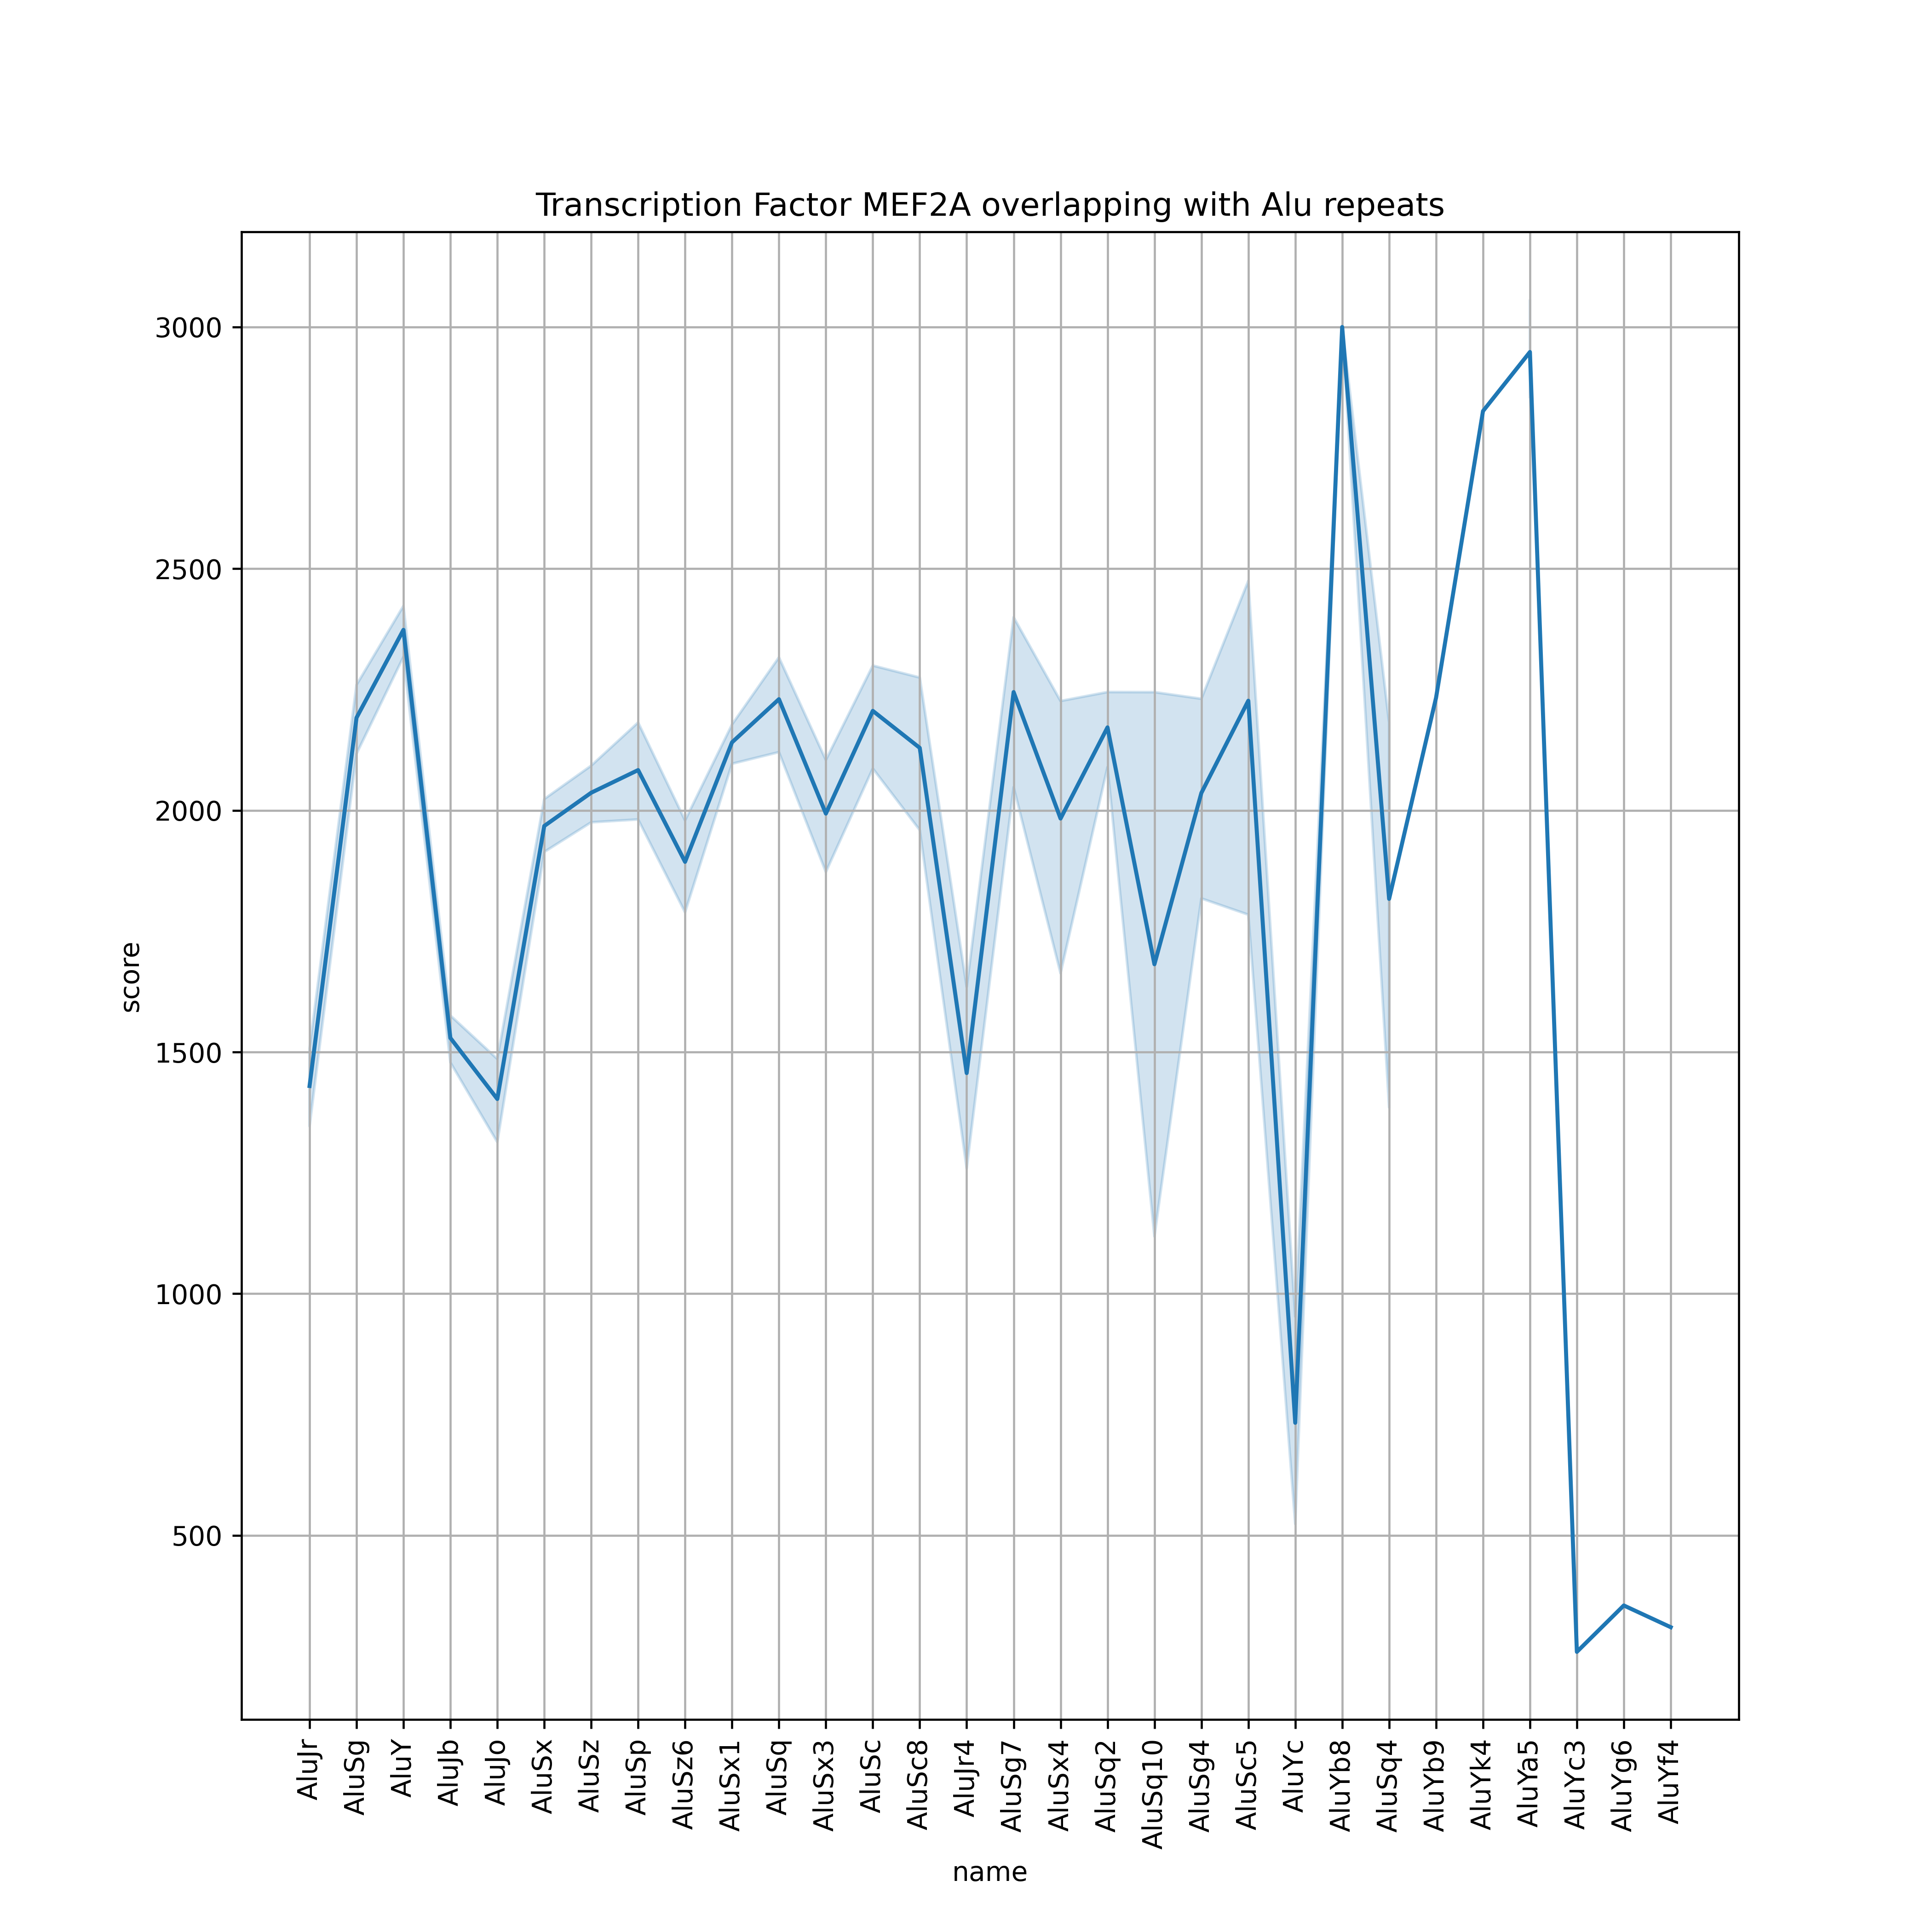 Transcription Factor MEF2A overlapping with Alu repeats
3000
2500
2000
1500
1000
500
score
AluJr
AluSg
AluY
AluJb
AluJo
AluSx
AluSz
AluSp
AluSz6
AluSx1
AluSq
AluSx3
AluSc
AluSc8
AluJr4
AluSg7
AluSx4
AluSq2
AluSq10
AluSg4
AluSc5
AluYc
AluYb8
AluSq4
AluYb9
AluYk4
AluYa5
AluYc3
AluYg6
AluYf4
name